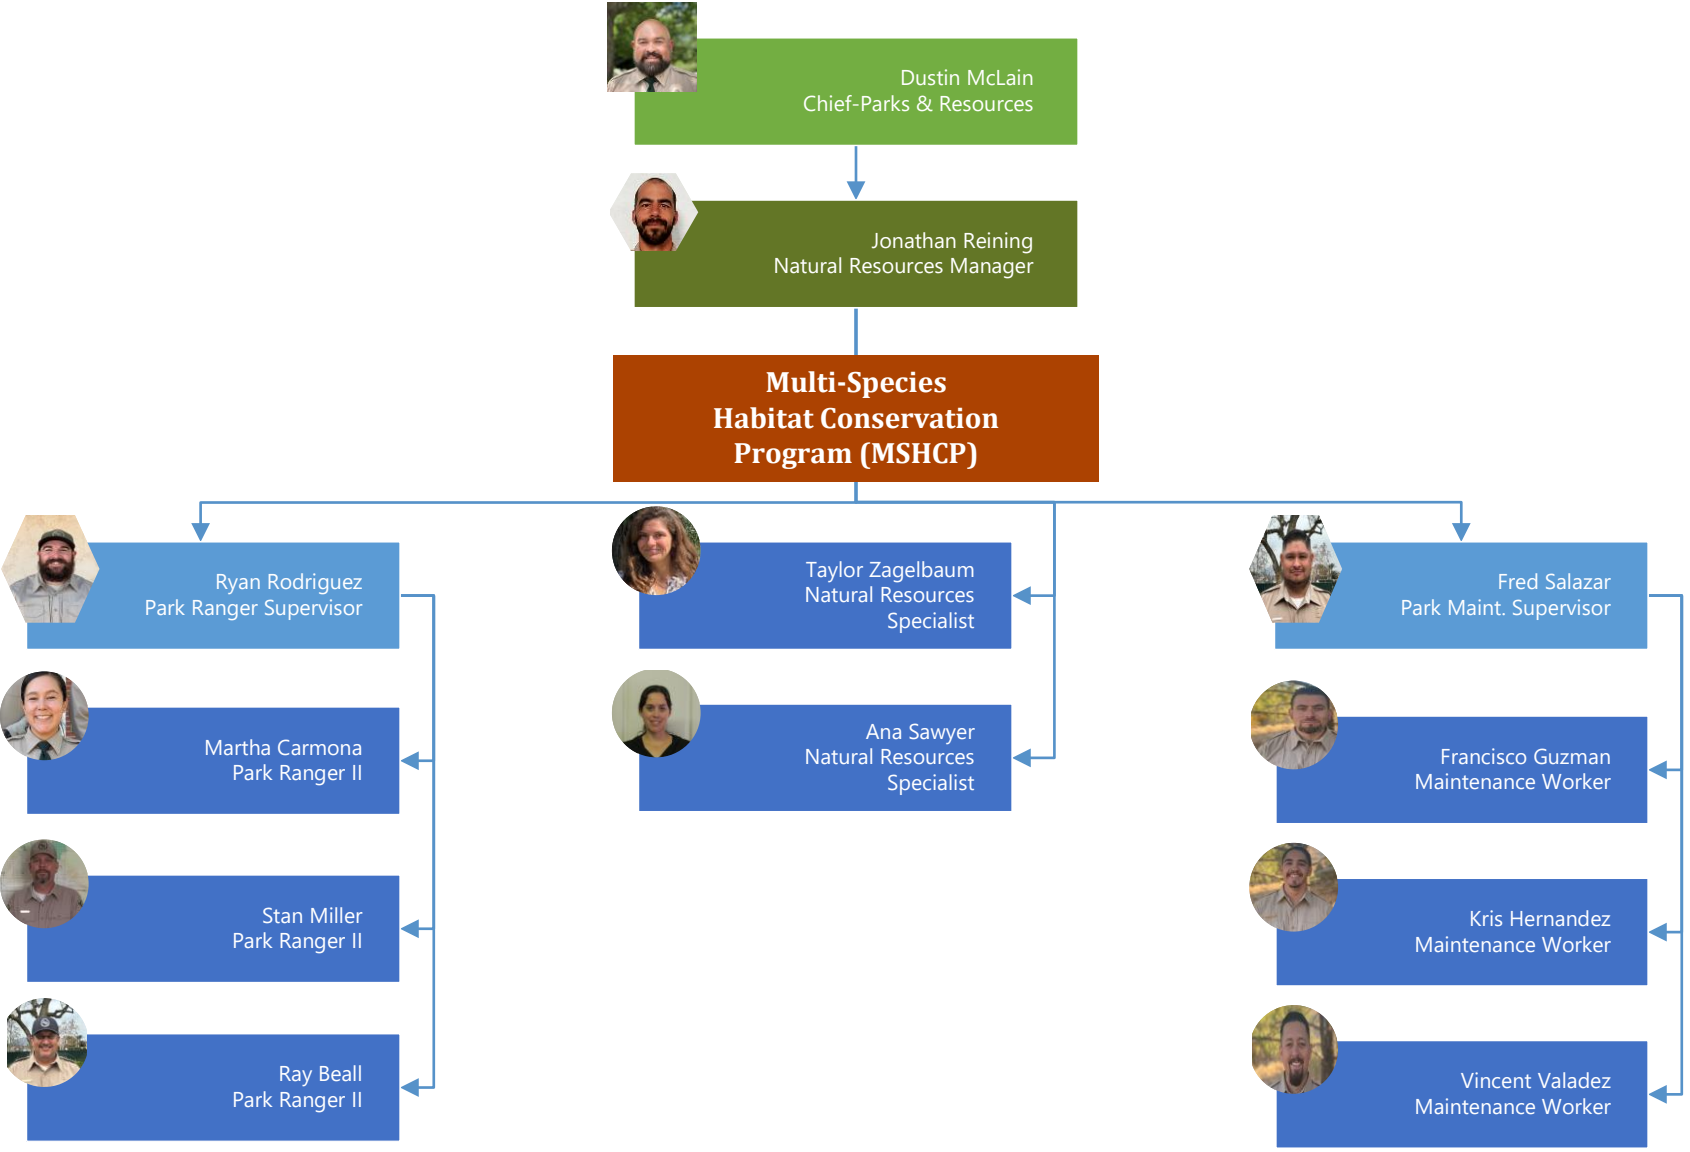 Dustin McLain
Chief-Parks & Resources
Jonathan Reining
Natural Resources Manager
Multi-Species
Habitat Conservation
Program (MSHCP)
Ryan Rodriguez
Park Ranger Supervisor
Martha Carmona
Park Ranger II
Stan Miller
Park Ranger II
Ray Beall
Park Ranger II
Taylor Zagelbaum
Natural Resources
Specialist
Ana Sawyer
Natural Resources
Specialist
Fred Salazar
Park Maint. Supervisor
Francisco Guzman
Maintenance Worker
Kris Hernandez
Maintenance Worker
Vincent Valadez
Maintenance Worker